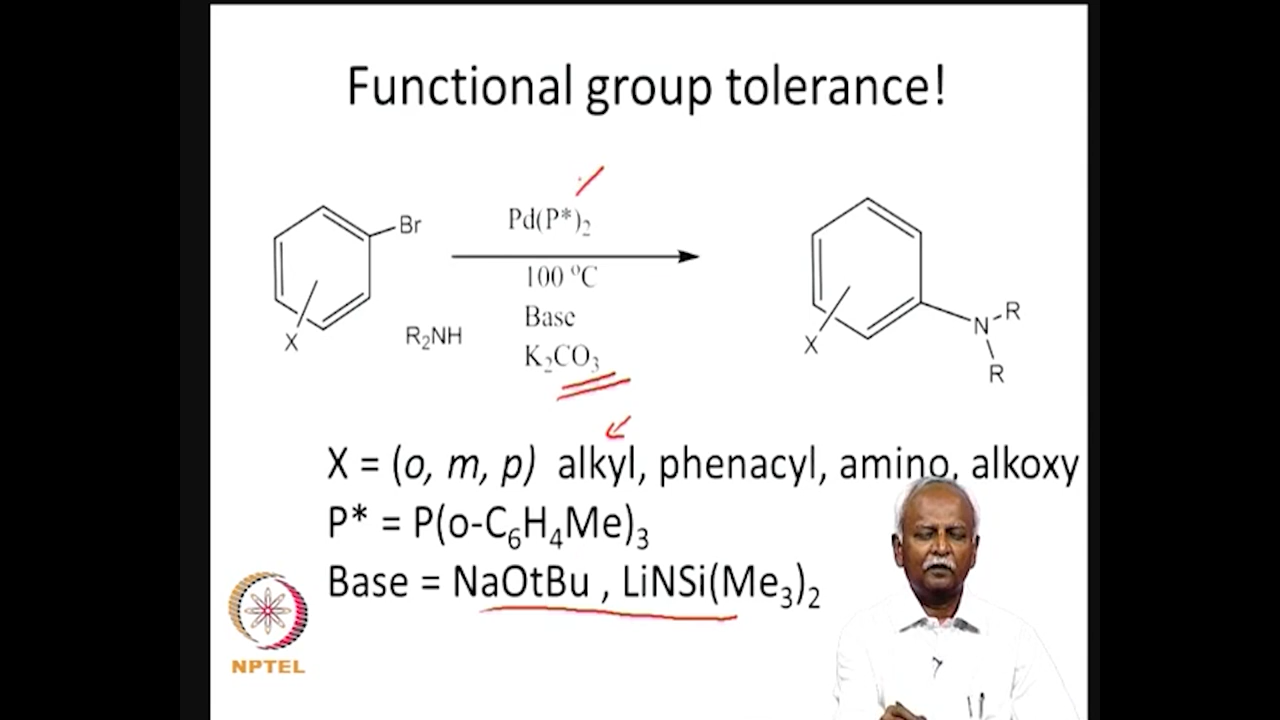 Functional group tolerance!
Br
X
R₂NH
Pd(P*)₂
100 ⁰C
Base
K₂CO₃
X
N
R
R
X = (o, m, p) alkyl, phenacyl, amino, alkoxy
P* = P(o-C₆H₄Me)₃
Base = NaOtBu , LiNSi(Me₃)₂
NPTEL